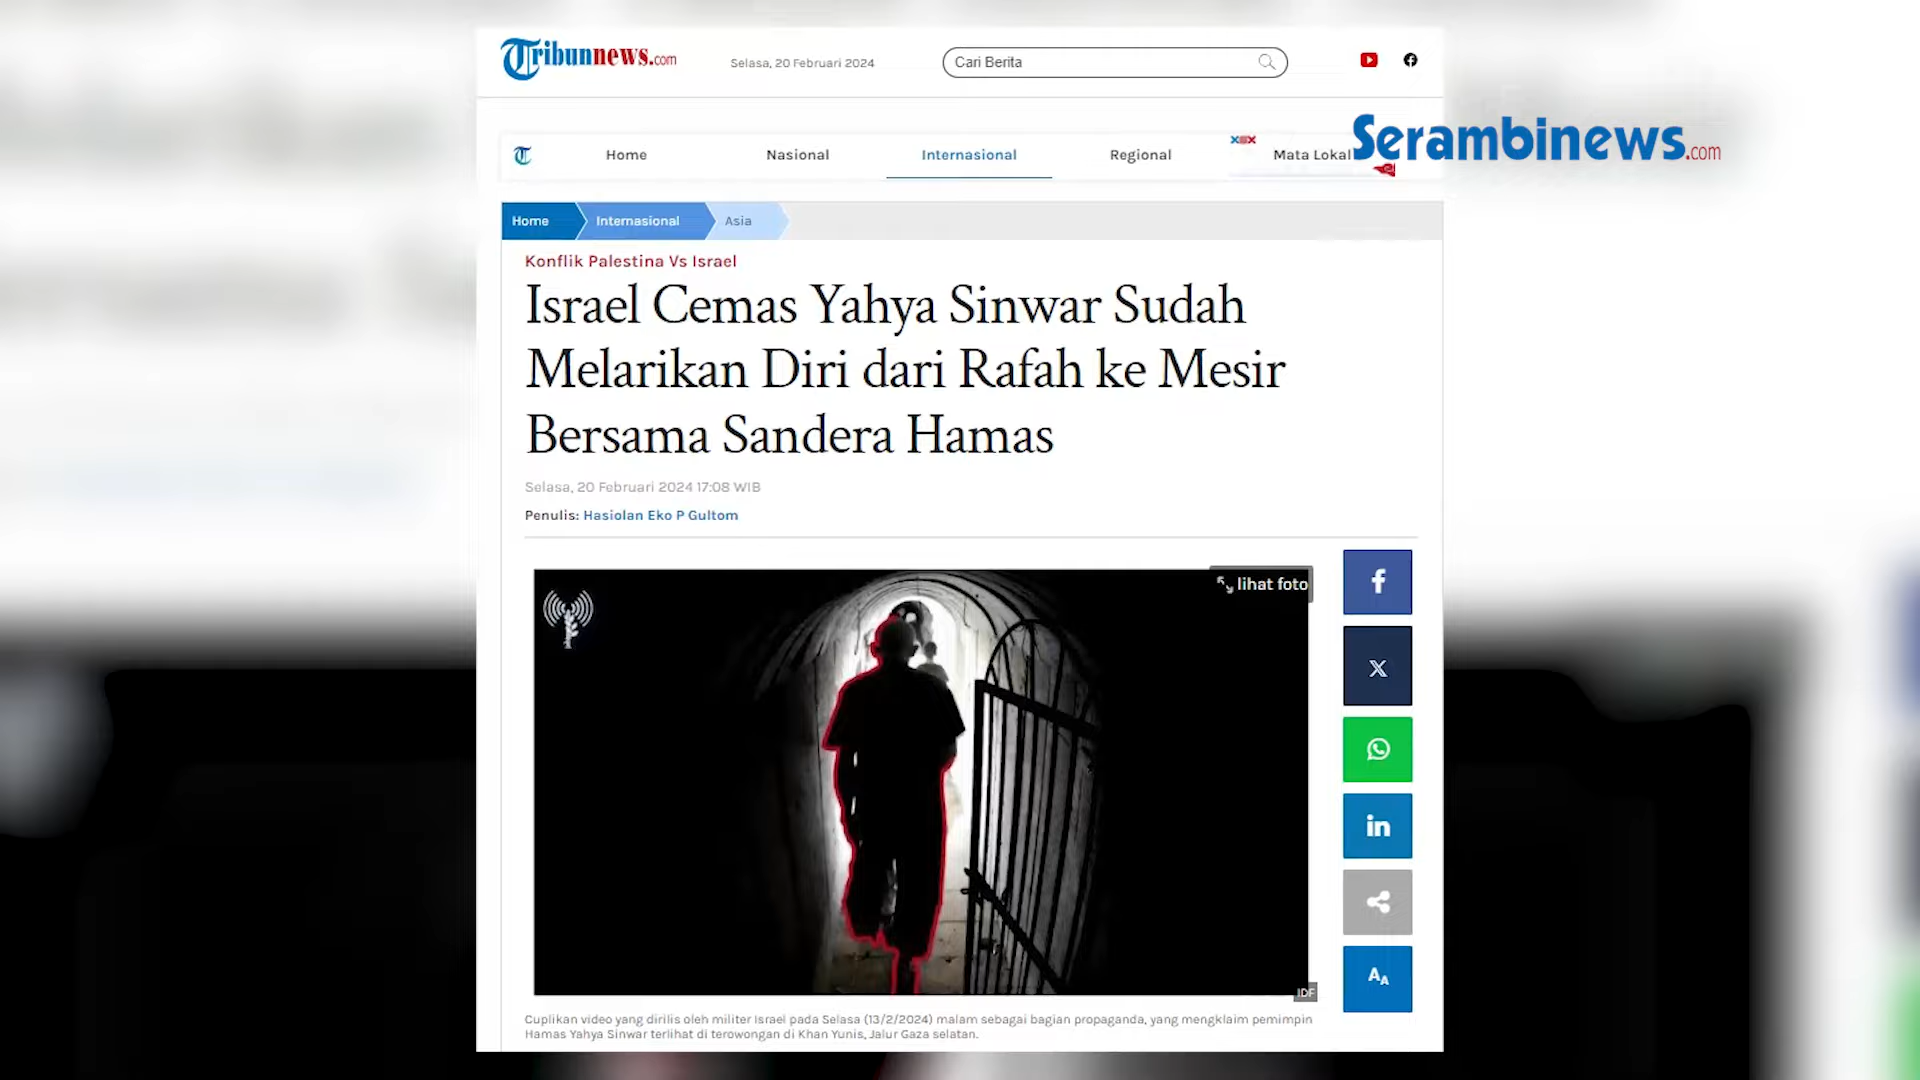 Tribunnews.com
Selasa, 20 Februari 2024
Cari Berita
Serambinews.com
Home
Nasional
Internasional
Regional
Mata Lokal
Home
Internasional
Asia
Konflik Palestina Vs Israel
Israel Cemas Yahya Sinwar Sudah
Melarikan Diri dari Rafah ke Mesir
Bersama Sandera Hamas
Selasa, 20 Februari 2024 17:08 WIB
Penulis: Hasiolan Eko P Gultom
lihat foto
IDF
Cuplikan video yang dirilis oleh militer Israel pada Selasa (13/2/2024) malam sebagai bagian propaganda, yang mengklaim pemimpin
Hamas Yahya Sinwar terlihat di terowongan di Khan Yunis, Jalur Gaza selatan.